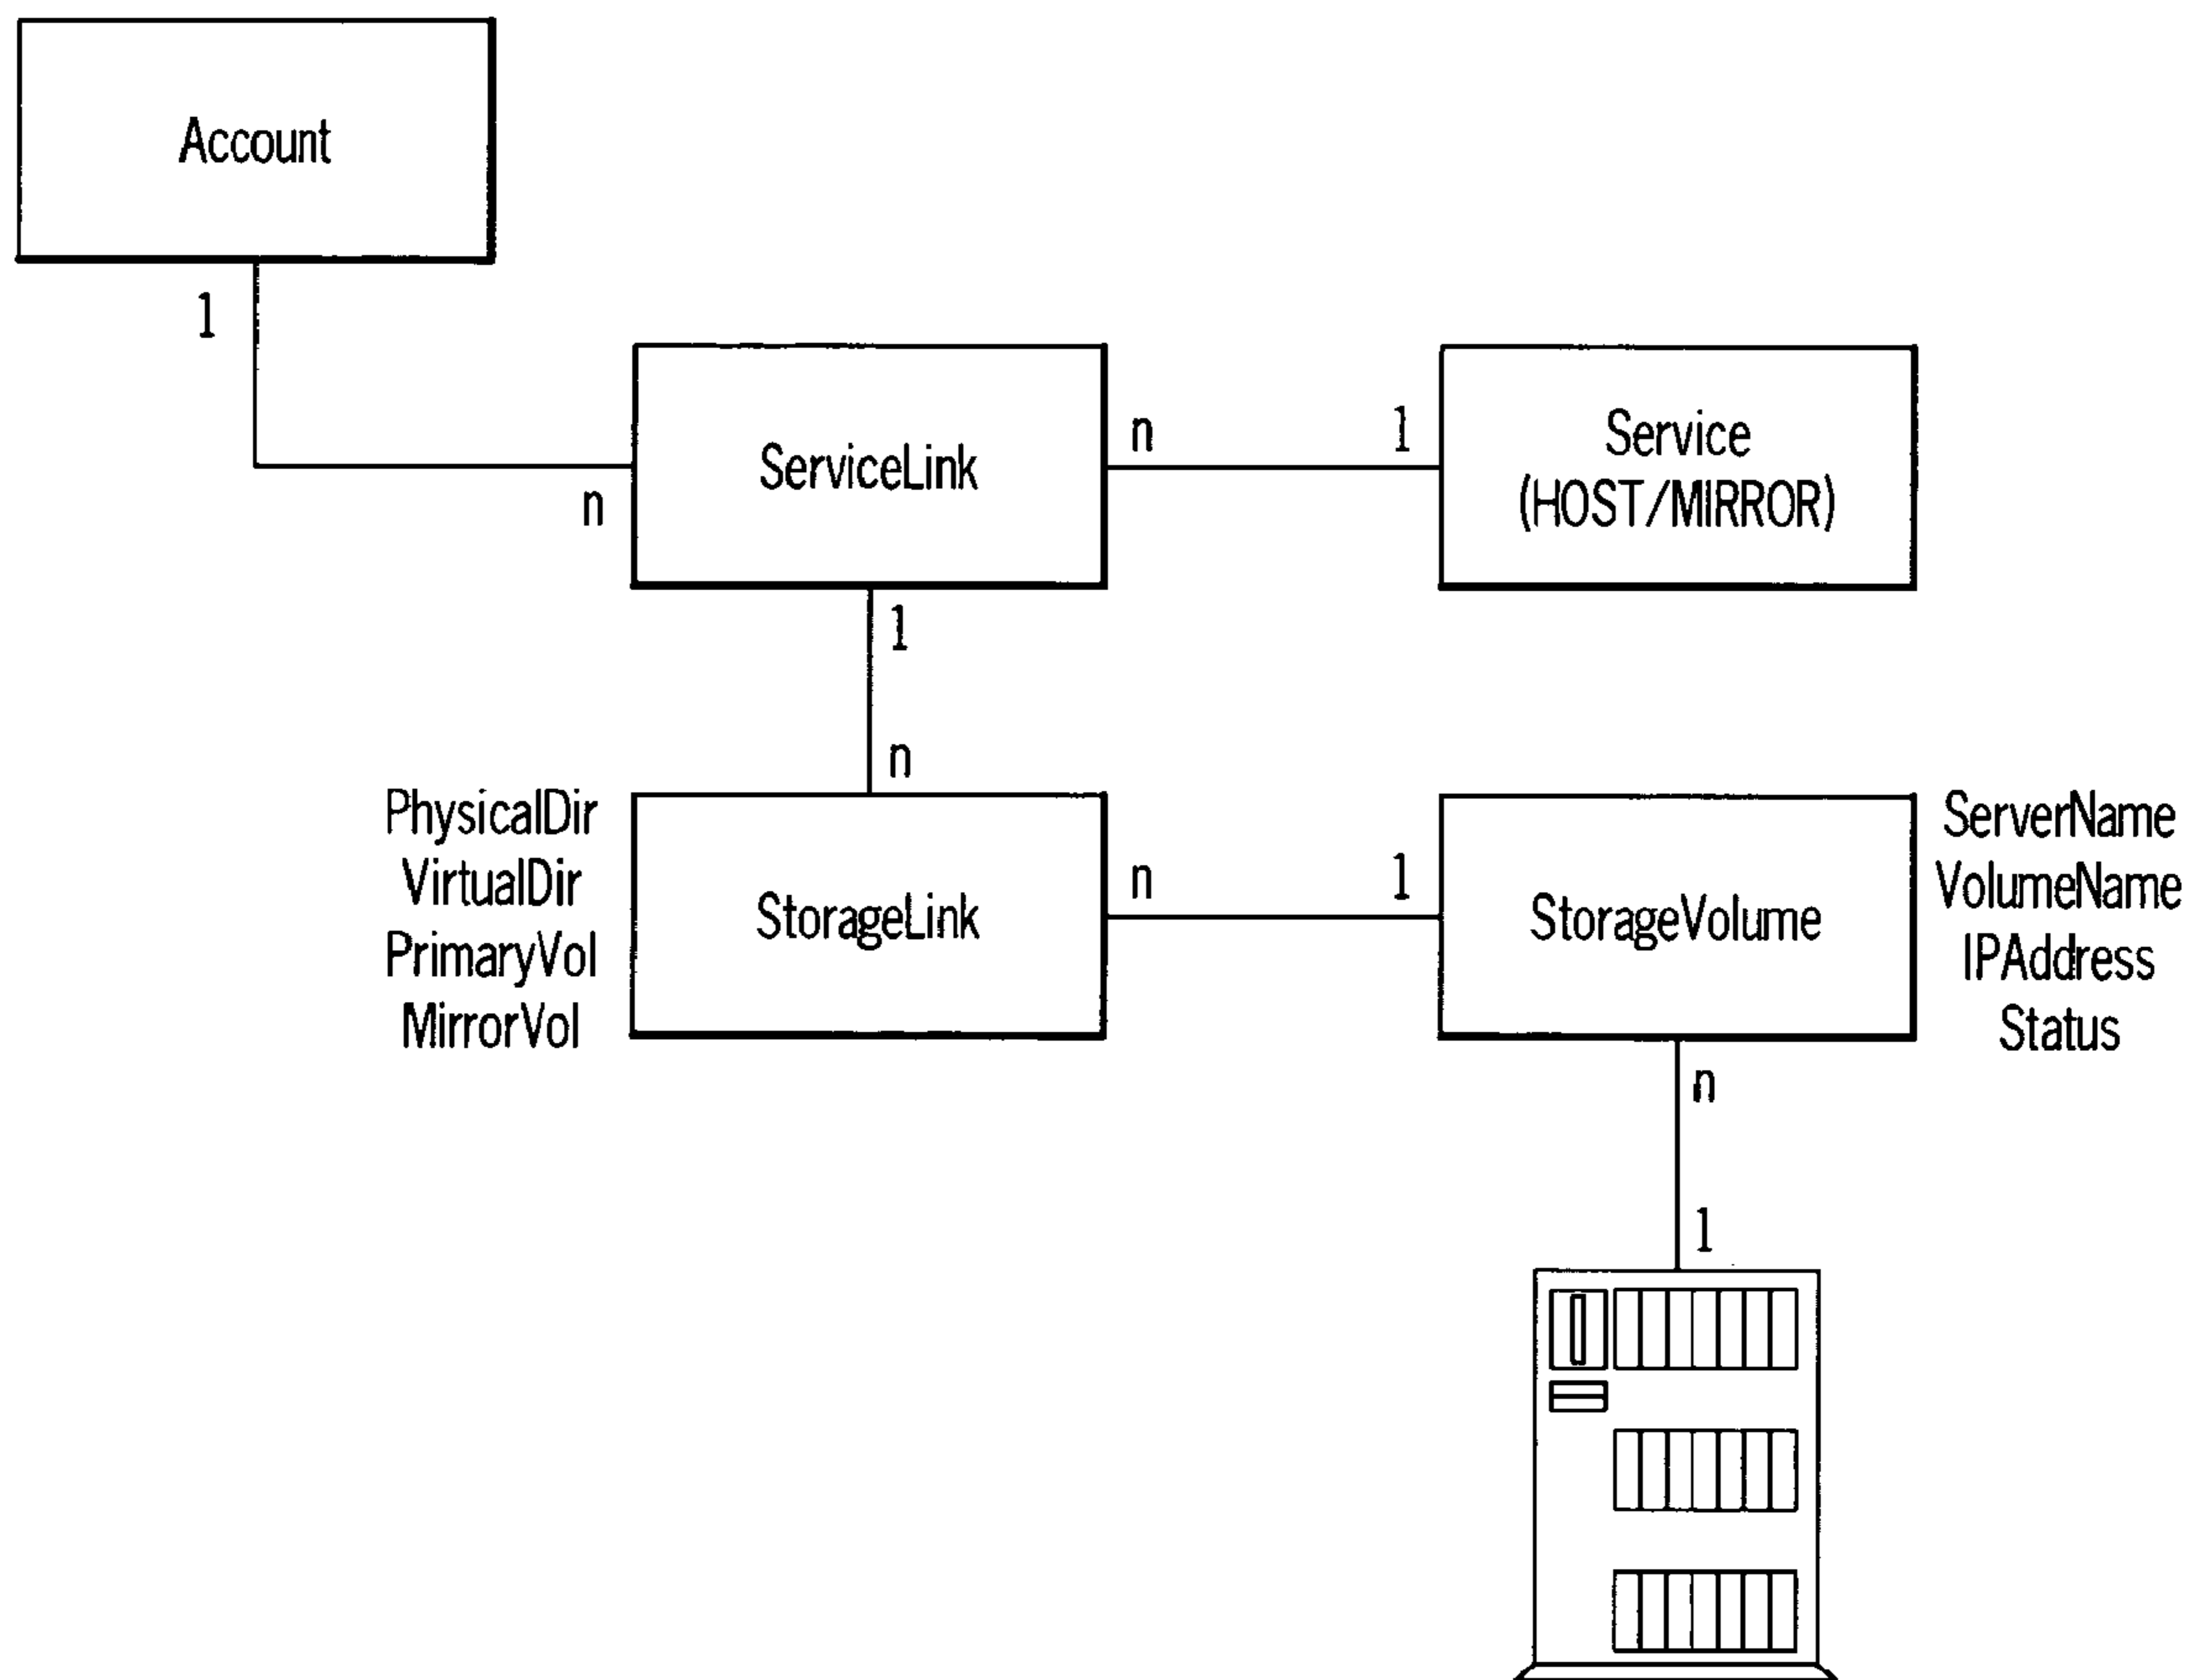 Account
1
n
ServiceLink
n
1
Service
(HOST/MIRROR)
1
n
PhysicalDir
VirtualDir
PrimaryVol
MirrorVol
StorageLink
n
1
StorageVolume
ServerName
VolumeName
IPAddress
Status
n
1